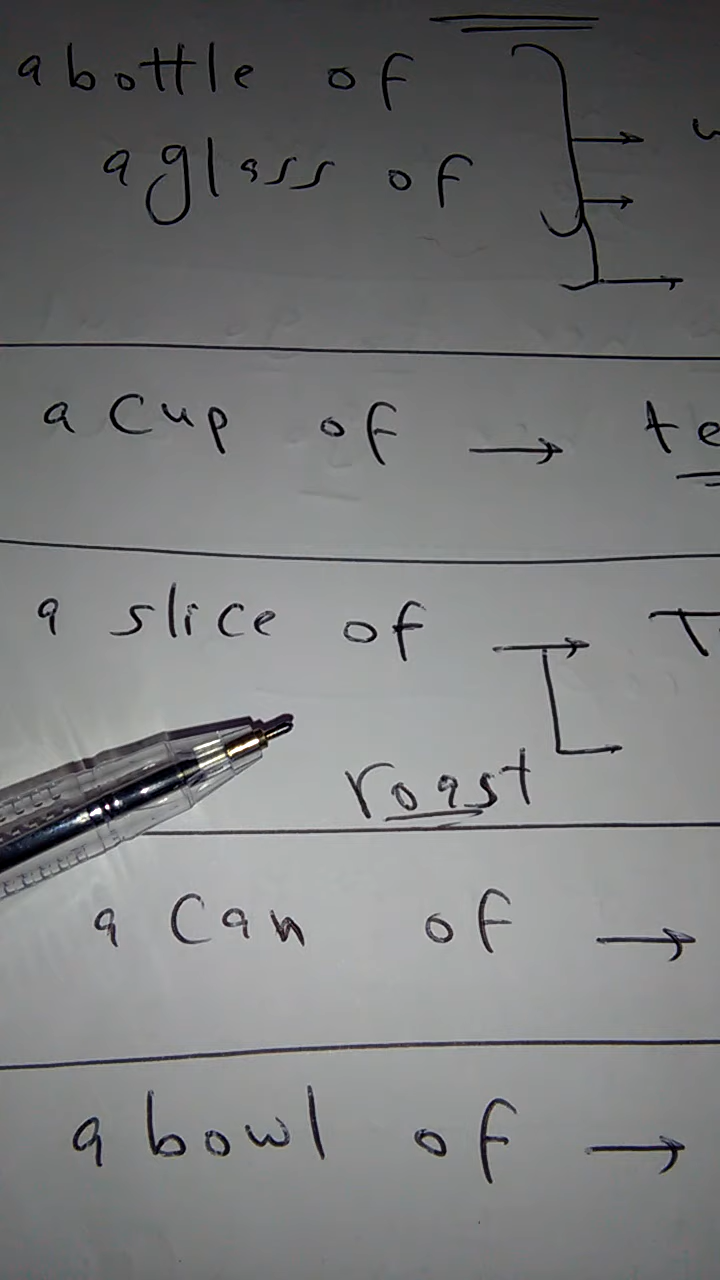 a bottle of
a glass of
a cup of →
a slice of →
roast
a can of →
a bowl of →